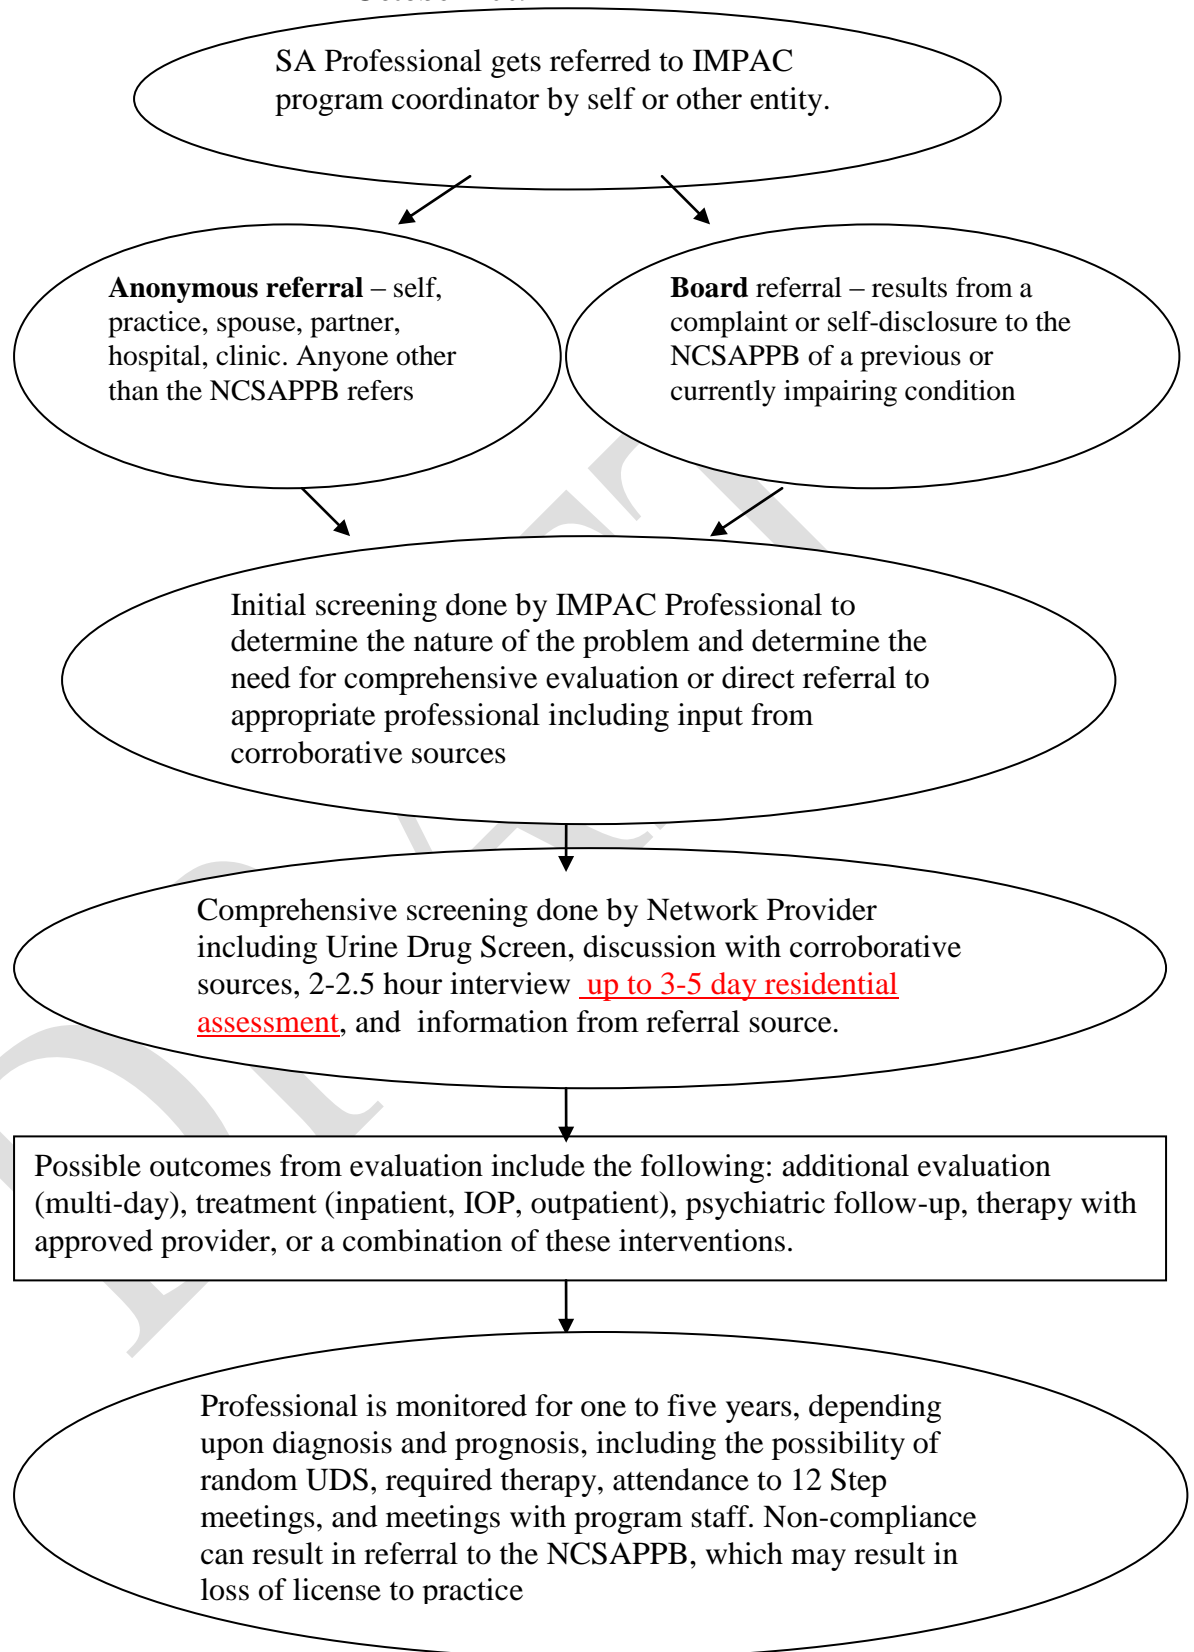 SA Professional gets referred to IMPAC
program coordinator by self or other entity.
Anonymous referral – self,
practice, spouse, partner,
hospital, clinic. Anyone other
than the NCSAPPB refers
Board referral – results from a
complaint or self-disclosure to the
NCSAPPB of a previous or
currently impairing condition
Initial screening done by IMPAC Professional to
determine the nature of the problem and determine the
need for comprehensive evaluation or direct referral to
appropriate professional including input from
corroborative sources
Comprehensive screening done by Network Provider
including Urine Drug Screen, discussion with corroborative
sources, 2-2.5 hour interview up to 3-5 day residential
assessment, and information from referral source.
Possible outcomes from evaluation include the following: additional evaluation
(multi-day), treatment (inpatient, IOP, outpatient), psychiatric follow-up, therapy with
approved provider, or a combination of these interventions.
Professional is monitored for one to five years, depending
upon diagnosis and prognosis, including the possibility of
random UDS, required therapy, attendance to 12 Step
meetings, and meetings with program staff. Non-compliance
can result in referral to the NCSAPPB, which may result in
loss of license to practice
DRAFT